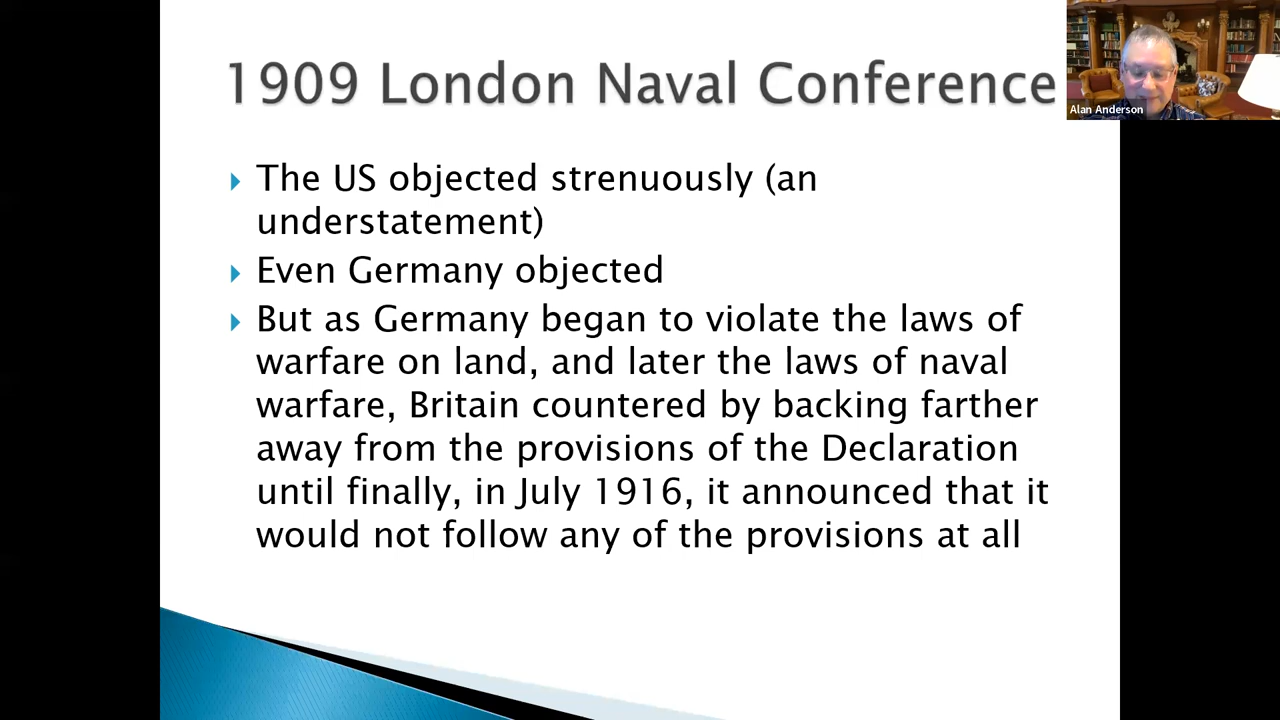 1909 London Naval Conference
Alan Anderson
The US objected strenuously (an
understatement)
Even Germany objected
But as Germany began to violate the laws of
warfare on land, and later the laws of naval
warfare, Britain countered by backing farther
away from the provisions of the Declaration
until finally, in July 1916, it announced that it
would not follow any of the provisions at all